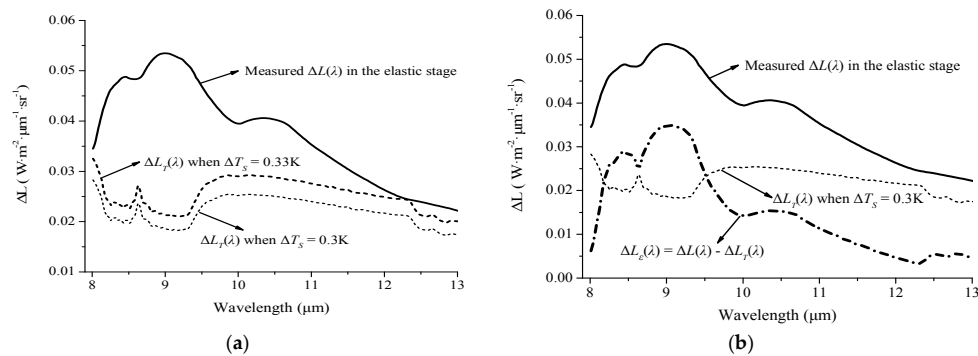 0.06
0.05
0.04
0.03
0.02
0.01
ΔL ( W·m⁻²·μm⁻¹·sr⁻¹)
Measured ΔL(λ) in the elastic stage
ΔL_T(λ) when ΔT_S = 0.33K
ΔL_T(λ) when ΔT_S = 0.3K
8 9 10 11 12 13
Wavelength (μm)
(a)
0.06
0.05
0.04
0.03
0.02
0.01
0.00
ΔL ( W·m⁻²·μm⁻¹·sr⁻¹)
Measured ΔL(λ) in the elastic stage
ΔL_T(λ) when ΔT_S = 0.3K
ΔL_ε(λ) = ΔL(λ) - ΔL_T(λ)
8 9 10 11 12 13
Wavelength (μm)
(b)